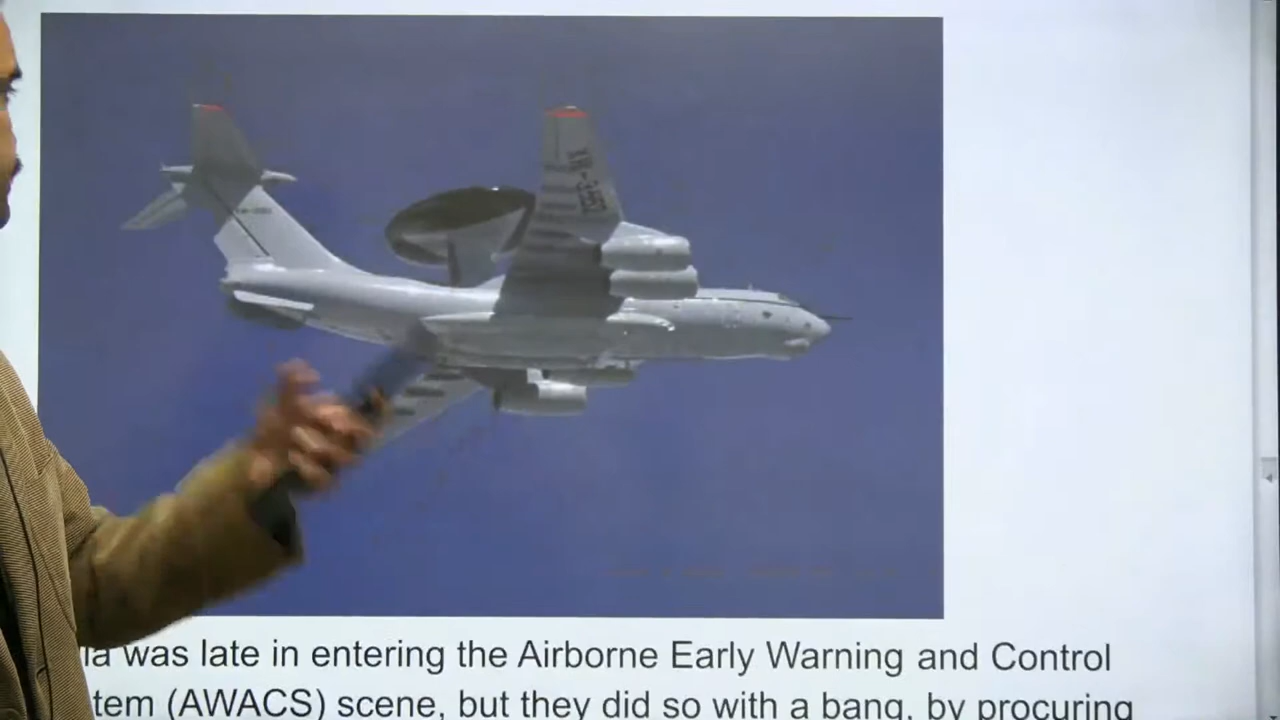 ia was late in entering the Airborne Early Warning and Control
tem (AWACS) scene, but they did so with a bang, by procuring